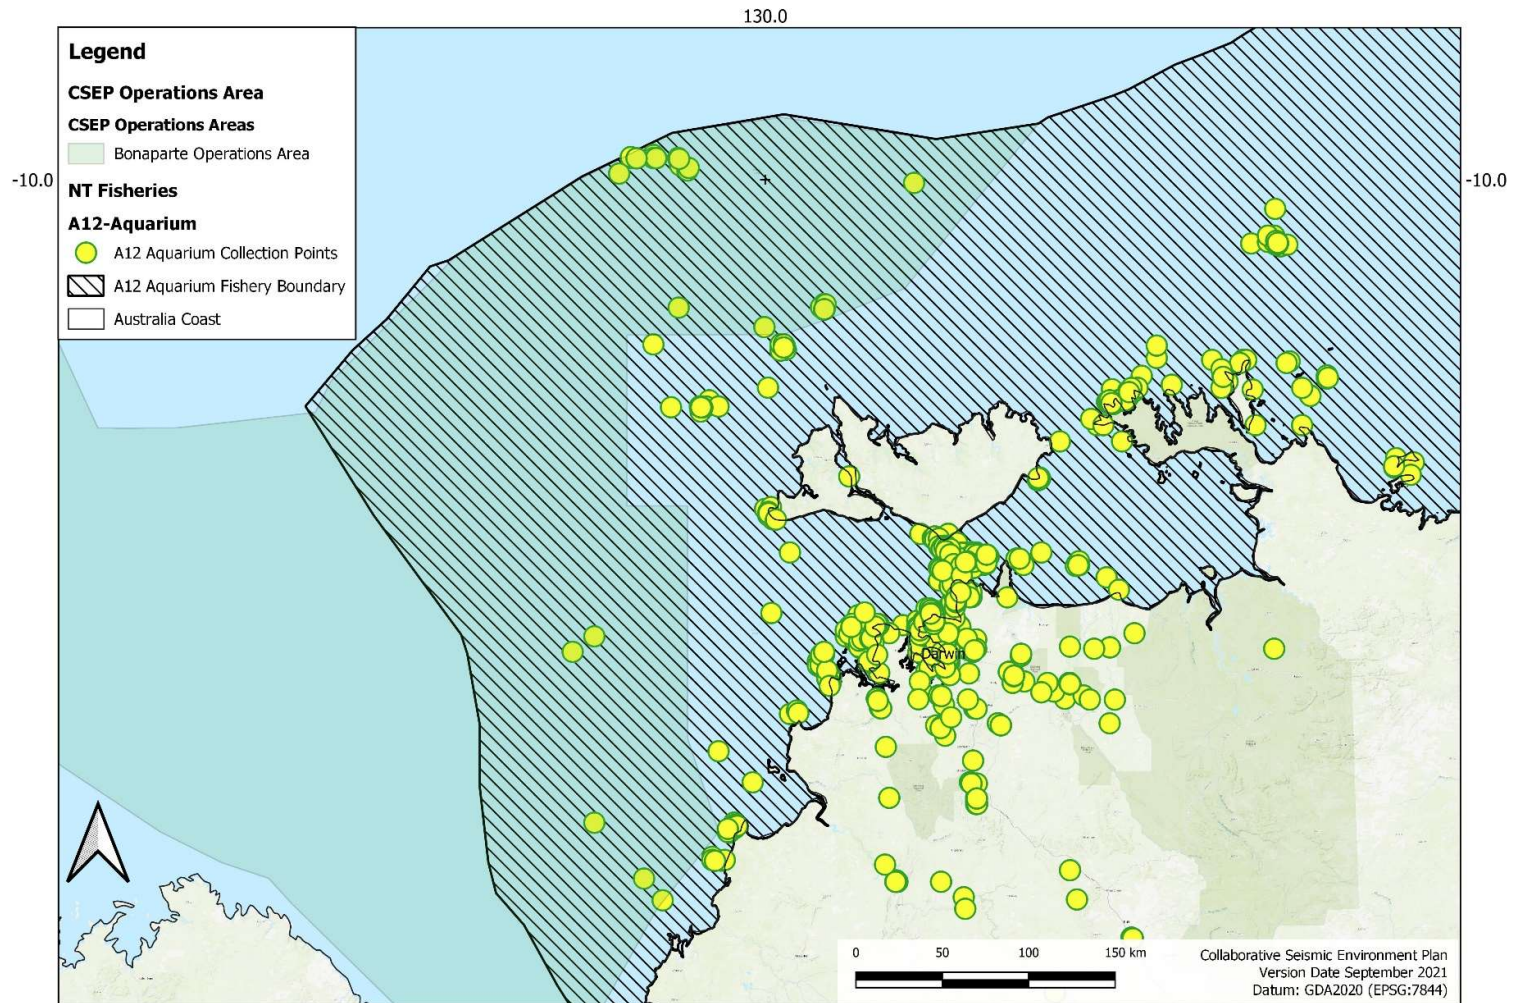 130.0
Legend
CSEP Operations Area
CSEP Operations Areas
Bonaparte Operations Area
-10.0
-10.0
NT Fisheries
A12-Aquarium
A12 Aquarium Collection Points
A12 Aquarium Fishery Boundary
Australia Coast
Darwin
0 50 100 150 km
Collaborative Seismic Environment Plan
Version Date September 2021
Datum: GDA2020 (EPSG:7844)